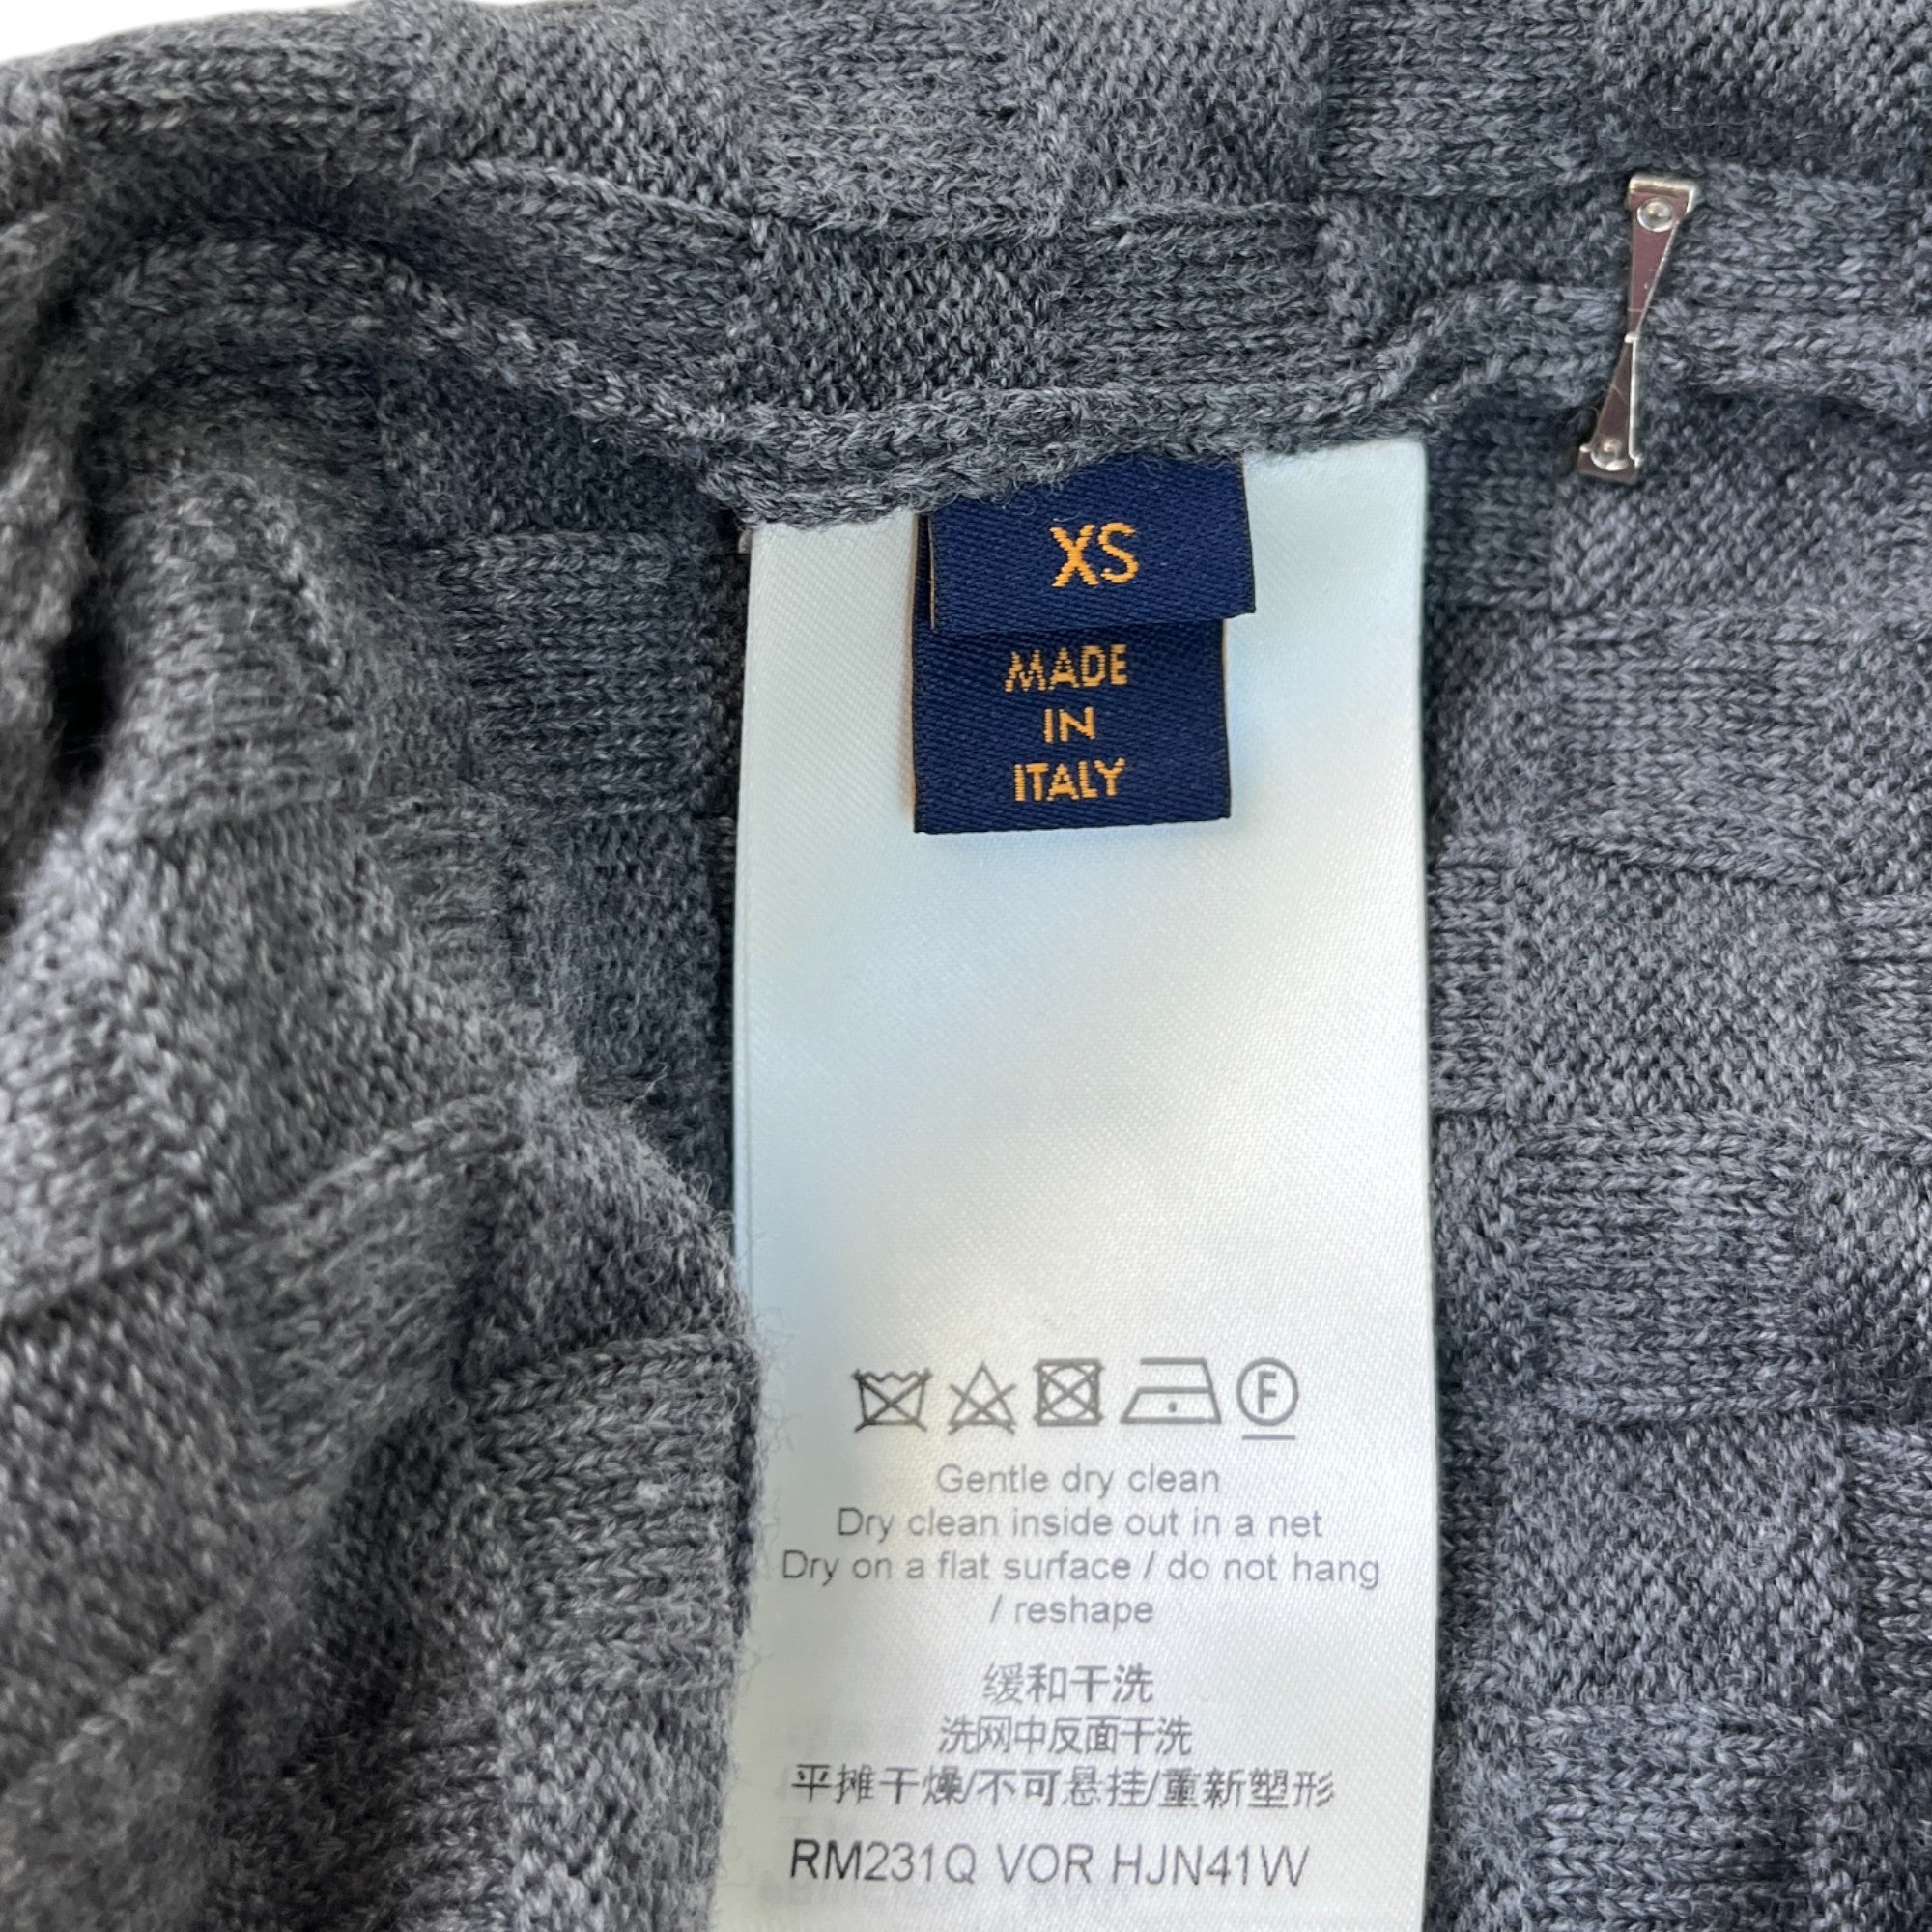 XS
MADE
IN
ITALY
F
Gentle dry clean
Dry clean inside out in a net
Dry on a flat surface / do not hang
/ reshape
缓和干洗
洗网中反面干洗
平摊干燥/不可悬挂/重新塑形
RM231Q VOR HJN41W